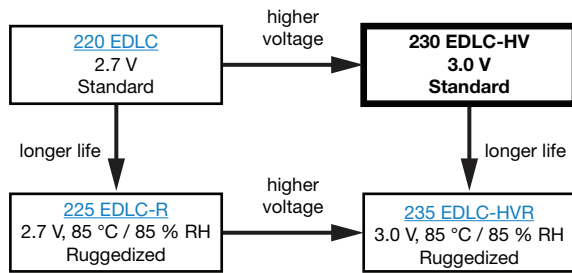 220 EDLC
2.7 V
Standard
higher
voltage
230 EDLC-HV
3.0 V
Standard
longer life
longer life
225 EDLC-R
2.7 V, 85 °C / 85 % RH
Ruggedized
higher
voltage
235 EDLC-HVR
3.0 V, 85 °C / 85 % RH
Ruggedized